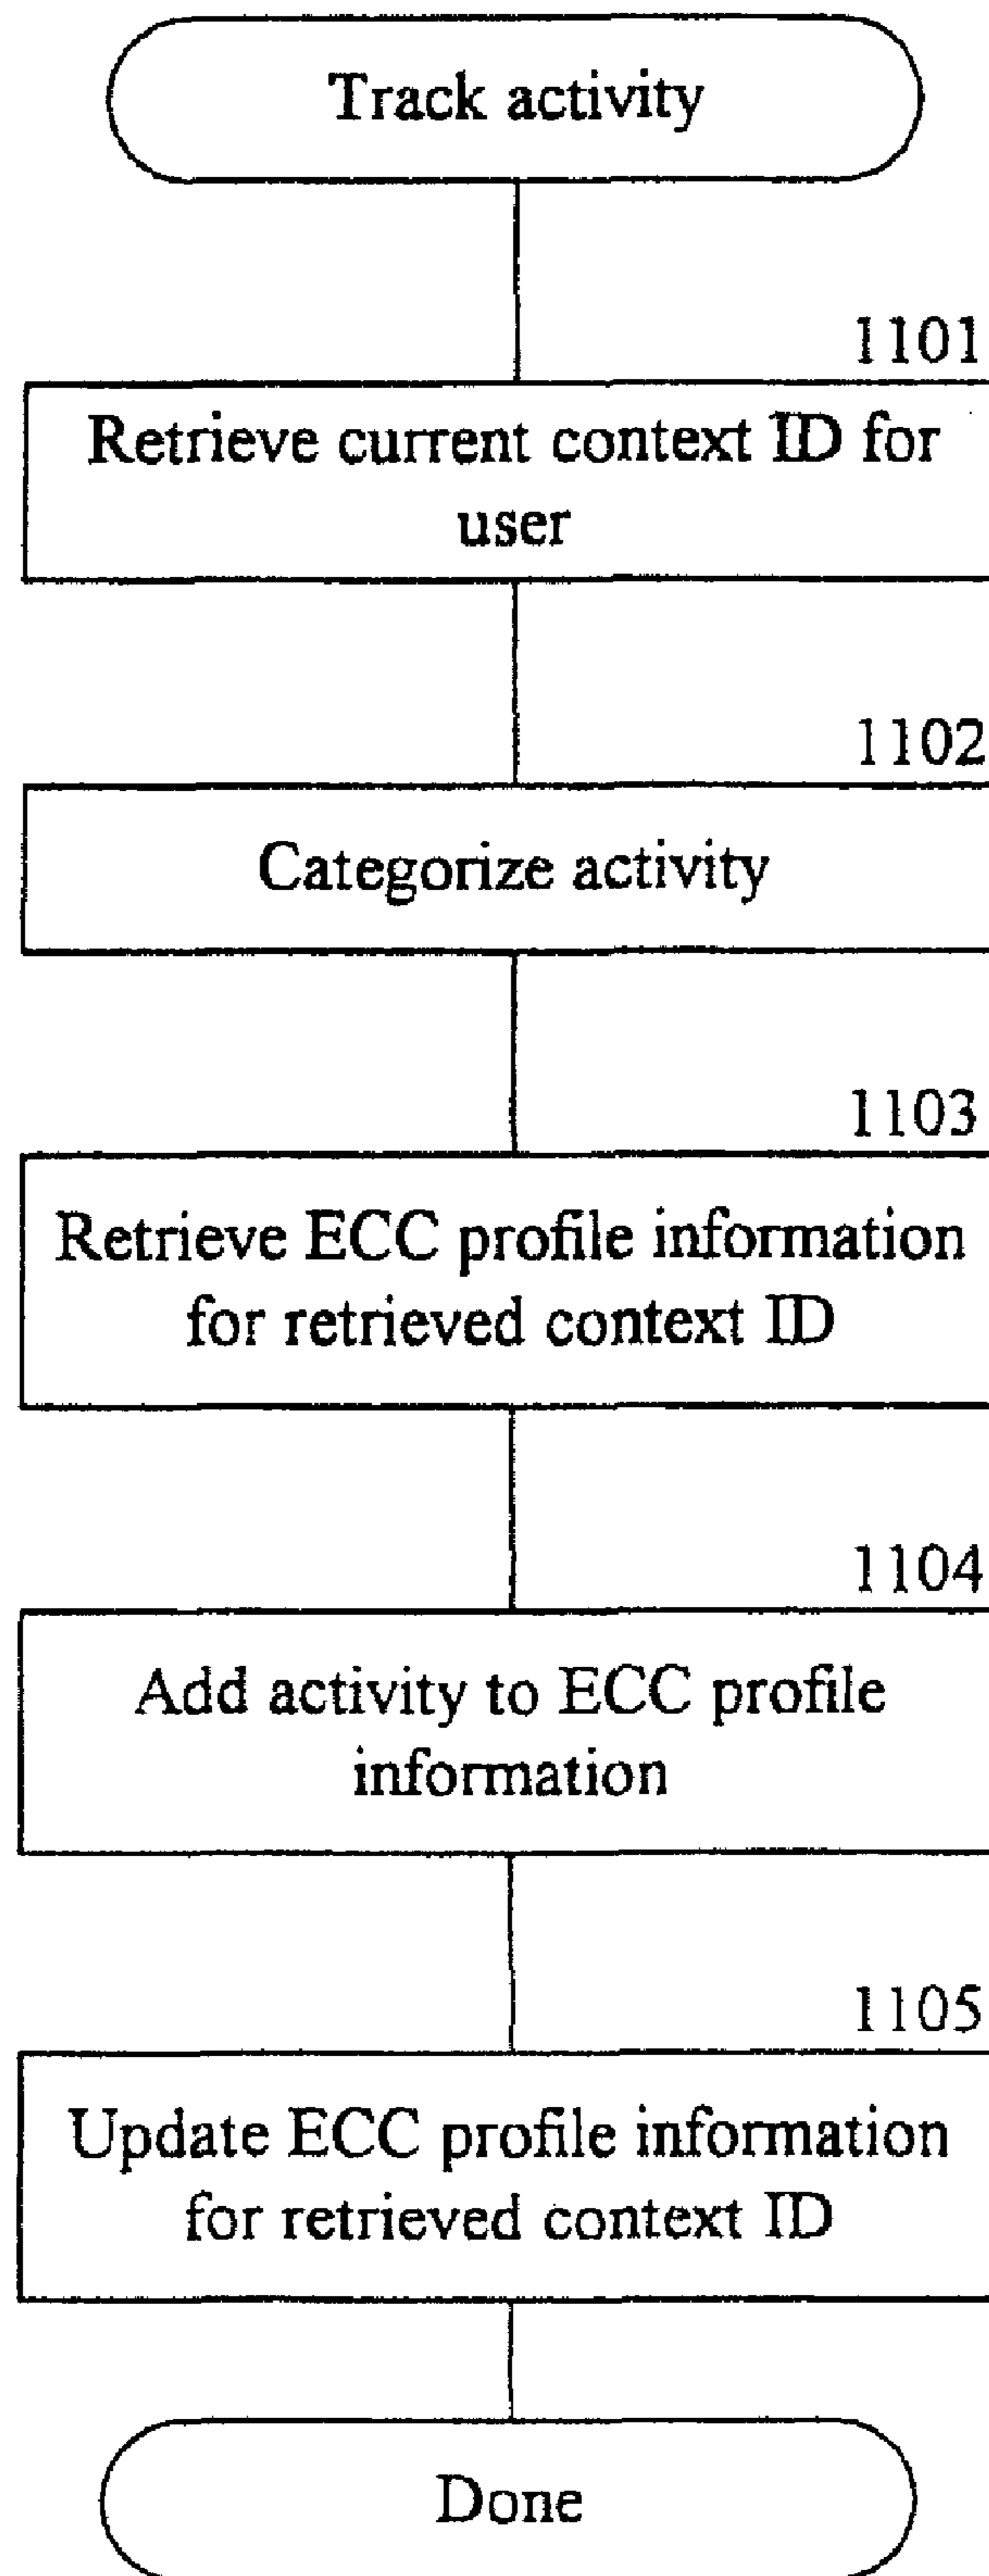 Track activity
1101
Retrieve current context ID for
user
1102
Categorize activity
1103
Retrieve ECC profile information
for retrieved context ID
1104
Add activity to ECC profile
information
1105
Update ECC profile information
for retrieved context ID
Done